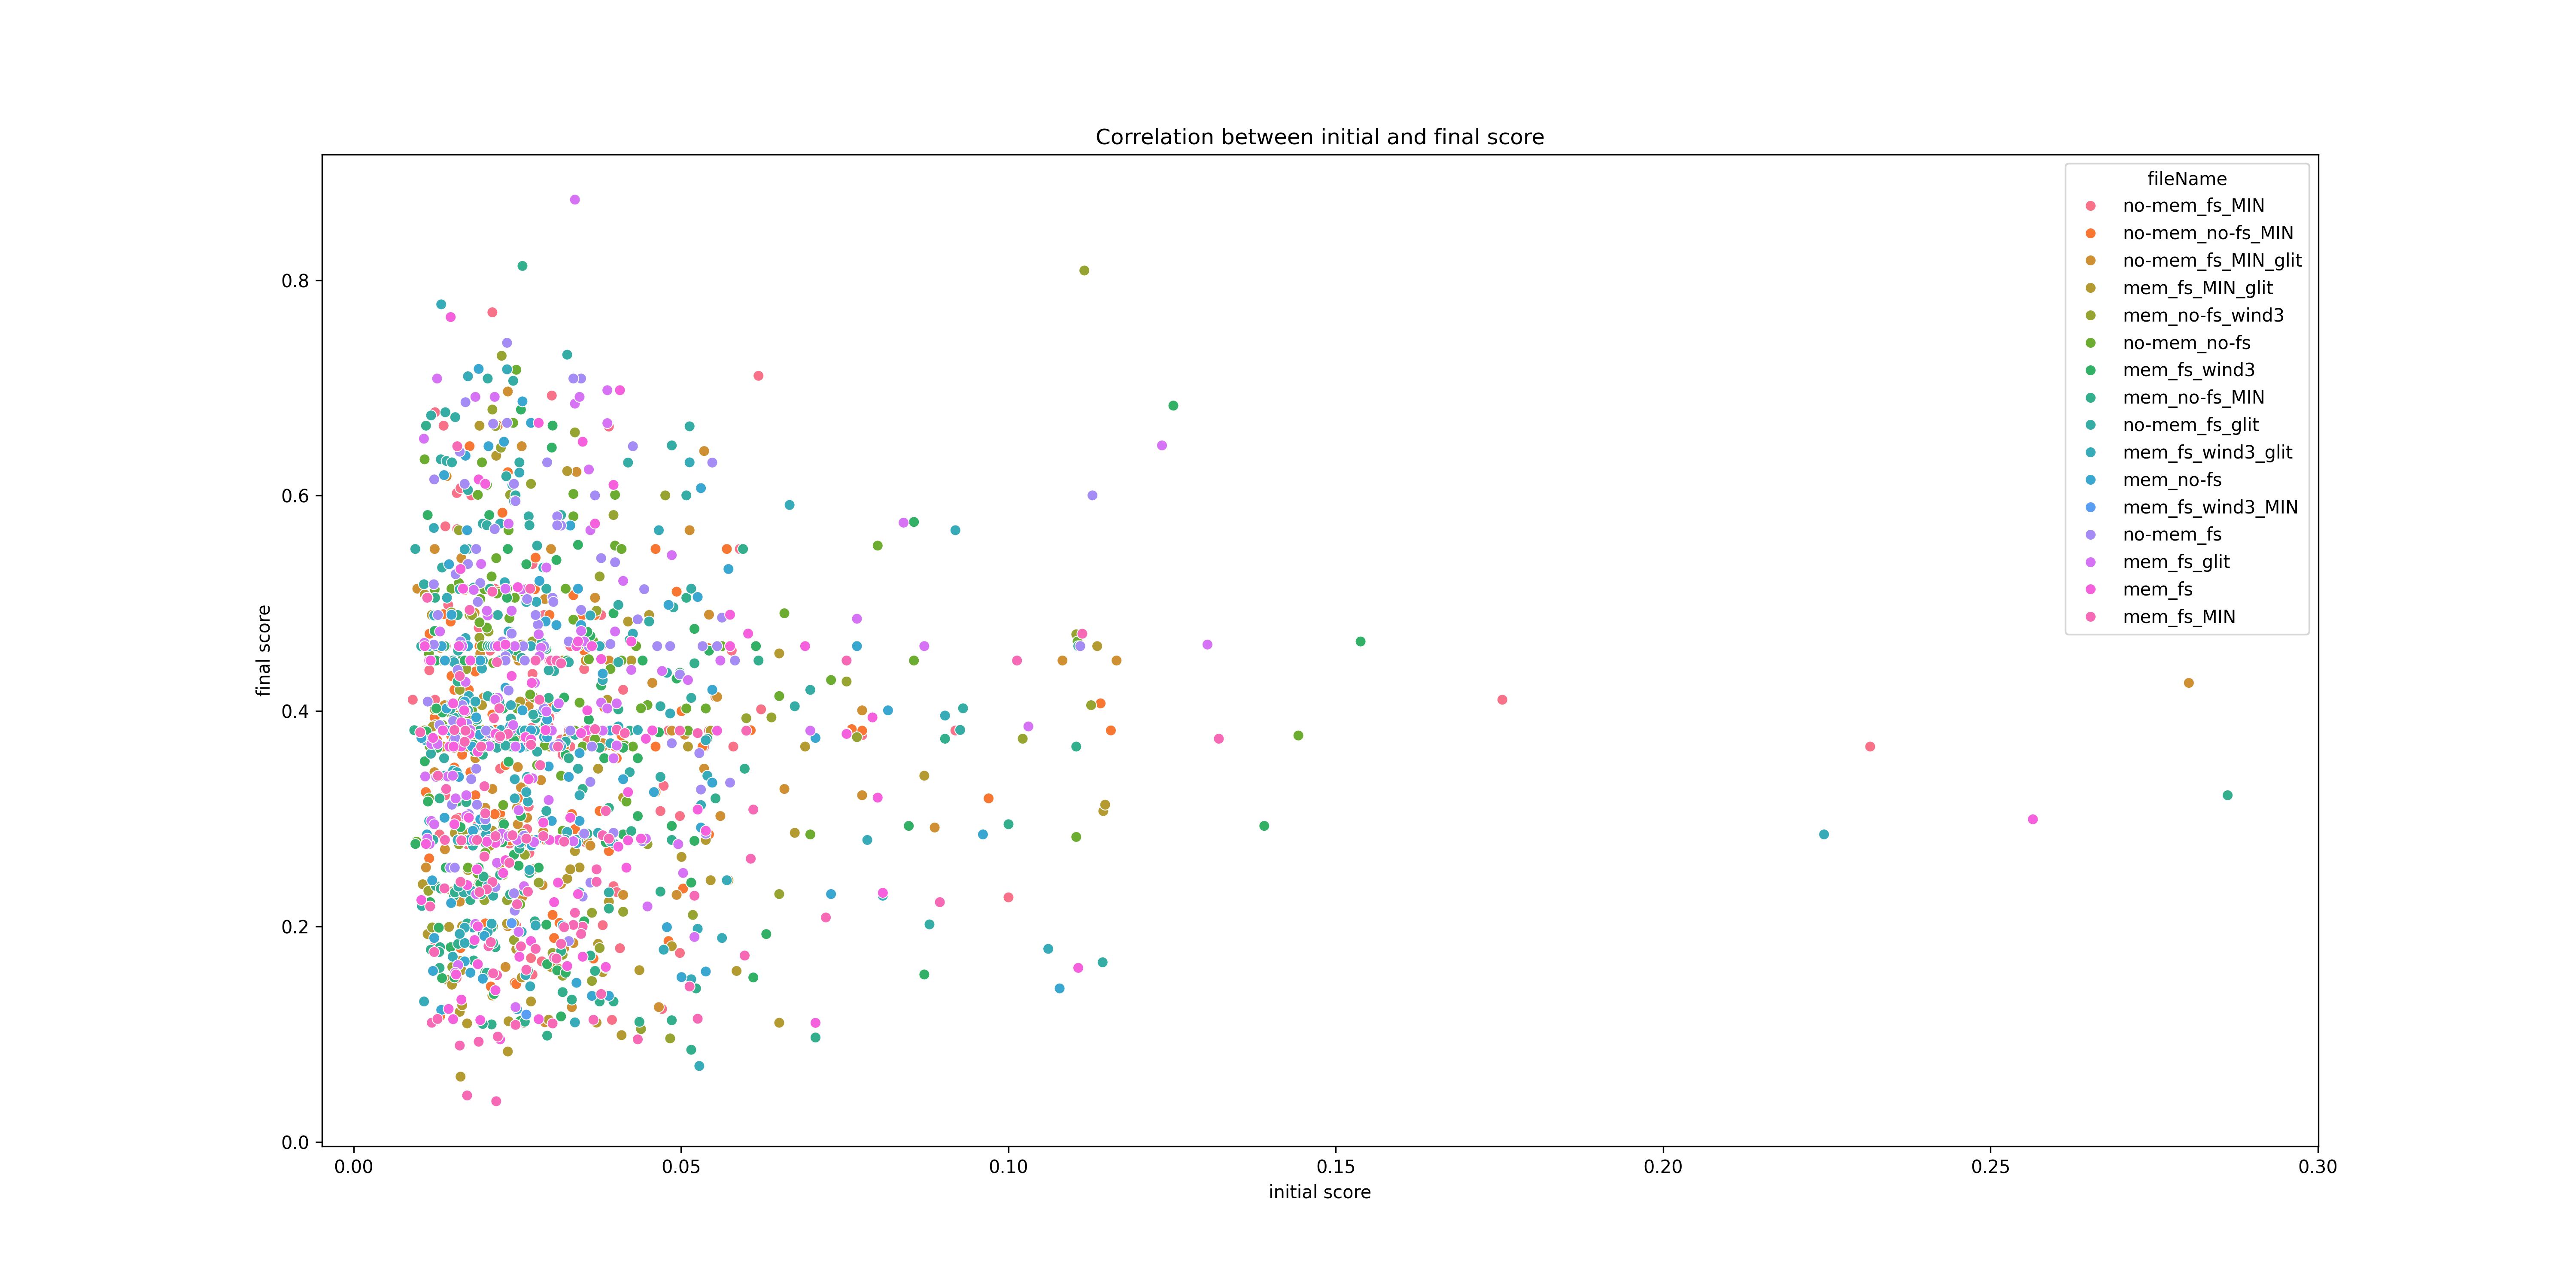 Correlation between initial and final score
fileName
no-mem_fs_MIN
no-mem_no-fs_MIN
no-mem_fs_MIN_glit
mem_fs_MIN_glit
mem_no-fs_wind3
no-mem_no-fs
mem_fs_wind3
mem_no-fs_MIN
no-mem_fs_glit
mem_fs_wind3_glit
mem_no-fs
mem_fs_wind3_MIN
no-mem_fs
mem_fs_glit
mem_fs
mem_fs_MIN
0.8
0.6
0.4
0.2
0.0
final score
0.00 0.05 0.10 0.15 0.20 0.25 0.30
initial score